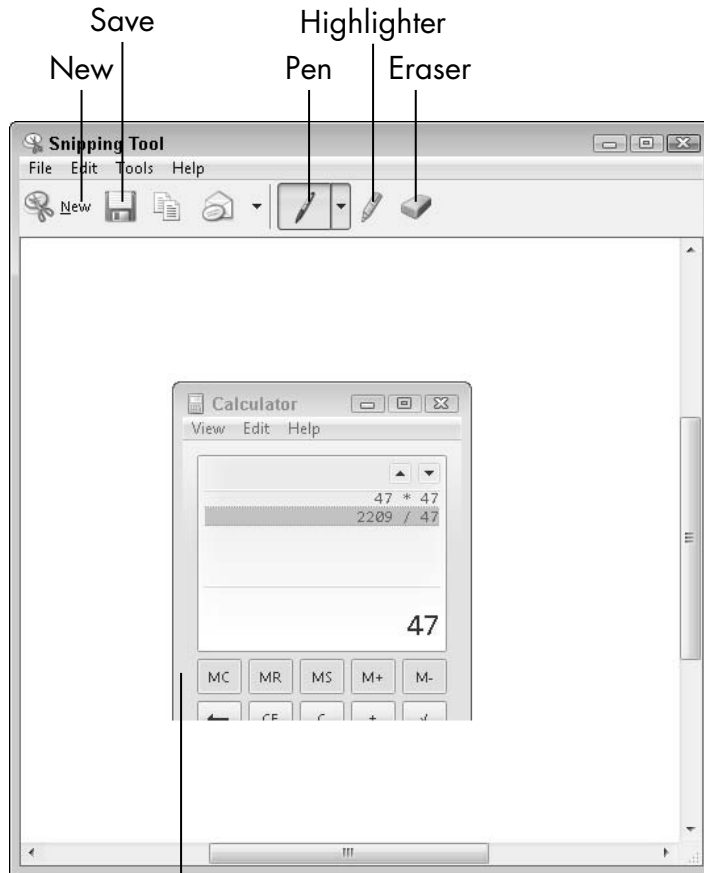 Save Highlighter
New Pen Eraser
Snipping Tool
File Edit Tools Help
New
Calculator
View Edit Help
47 * 47
2209 / 47
47
MC MR MS M+ M-
CE C ±